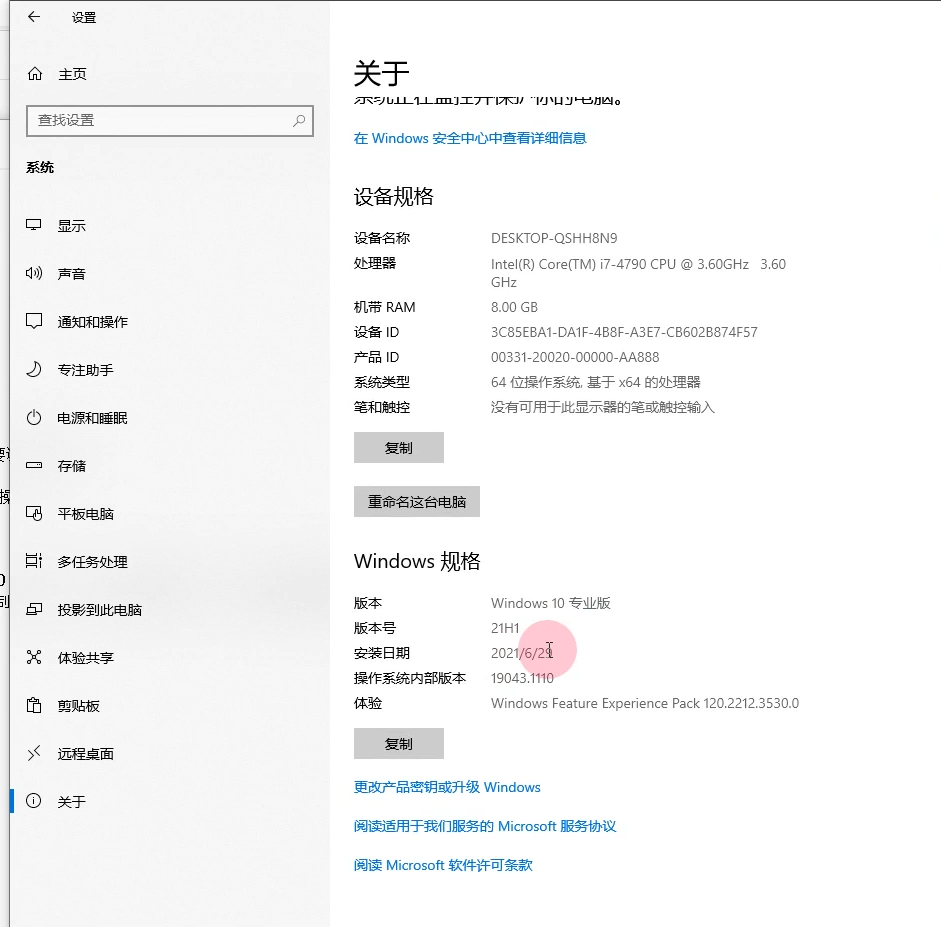 设置
主页
查找设置
系统
显示
声音
通知和操作
专注助手
电源和睡眠
存储
平板电脑
多任务处理
投影到此电脑
体验共享
剪贴板
远程桌面
关于
关于
系统正在监控并保护你的电脑。
在 Windows 安全中心中查看详细信息
设备规格
设备名称 DESKTOP-QSHH8N9
处理器 Intel(R) Core(TM) i7-4790 CPU @ 3.60GHz 3.60
GHz
机带 RAM 8.00 GB
设备 ID 3C85EBA1-DA1F-4B8F-A3E7-CB602B874F57
产品 ID 00331-20020-00000-AA888
系统类型 64 位操作系统, 基于 x64 的处理器
笔和触控 没有可用于此显示器的笔或触控输入
复制
重命名这台电脑
Windows 规格
版本 Windows 10 专业版
版本号 21H1
安装日期 2021/6/29
操作系统内部版本 19043.1110
体验 Windows Feature Experience Pack 120.2212.3530.0
复制
更改产品密钥或升级 Windows
阅读适用于我们服务的 Microsoft 服务协议
阅读 Microsoft 软件许可条款